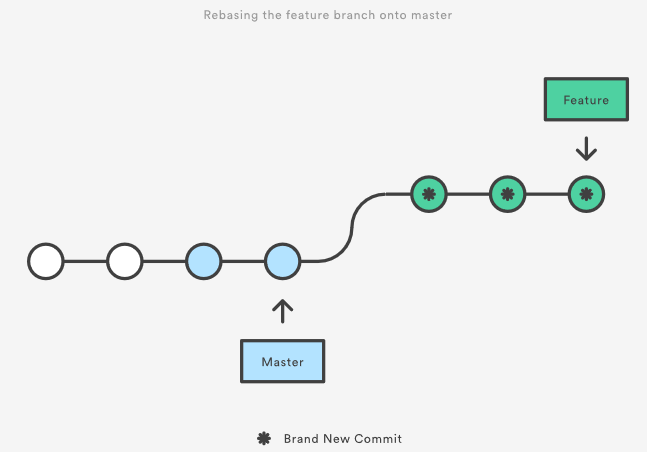 Rebasing the feature branch onto master
Feature
Master
Brand New Commit